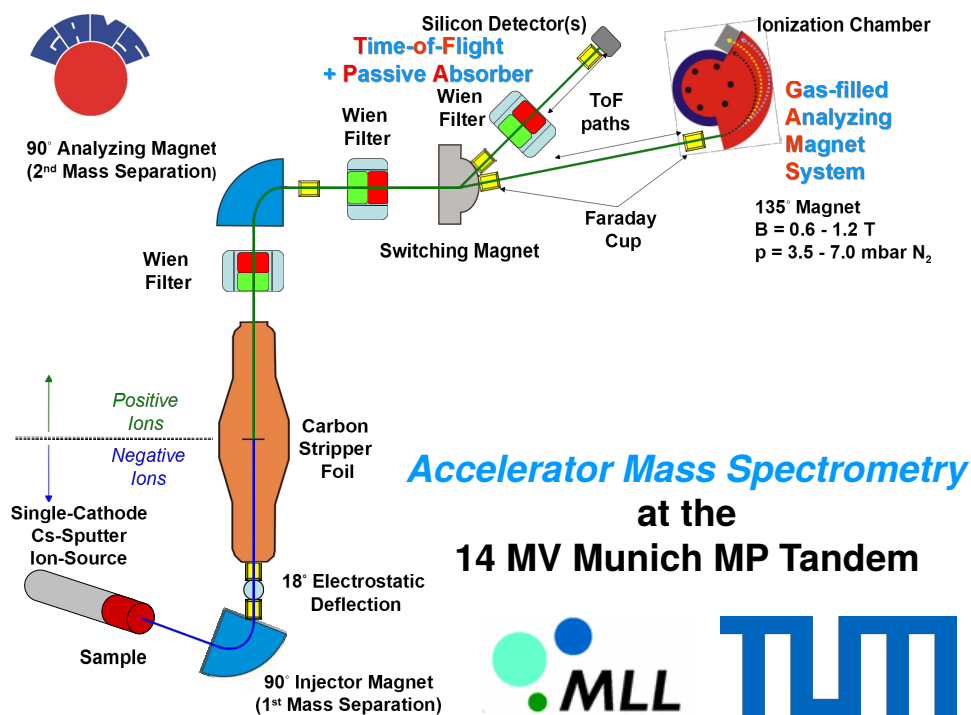 GAMS
Silicon Detector(s)
Ionization Chamber
Time-of-Flight
+ Passive Absorber
Wien
Filter
Wien
Filter
ToF
paths
Gas-filled
Analyzing
Magnet
System
90° Analyzing Magnet
(2nd Mass Separation)
135° Magnet
B = 0.6 - 1.2 T
p = 3.5 - 7.0 mbar N2
Faraday
Cup
Switching Magnet
Wien
Filter
Positive
Ions
Negative
Ions
Carbon
Stripper
Foil
Accelerator Mass Spectrometry
at the
14 MV Munich MP Tandem
Single-Cathode
Cs-Sputter
Ion-Source
18° Electrostatic
Deflection
Sample
90° Injector Magnet
(1st Mass Separation)
MLL
TUM